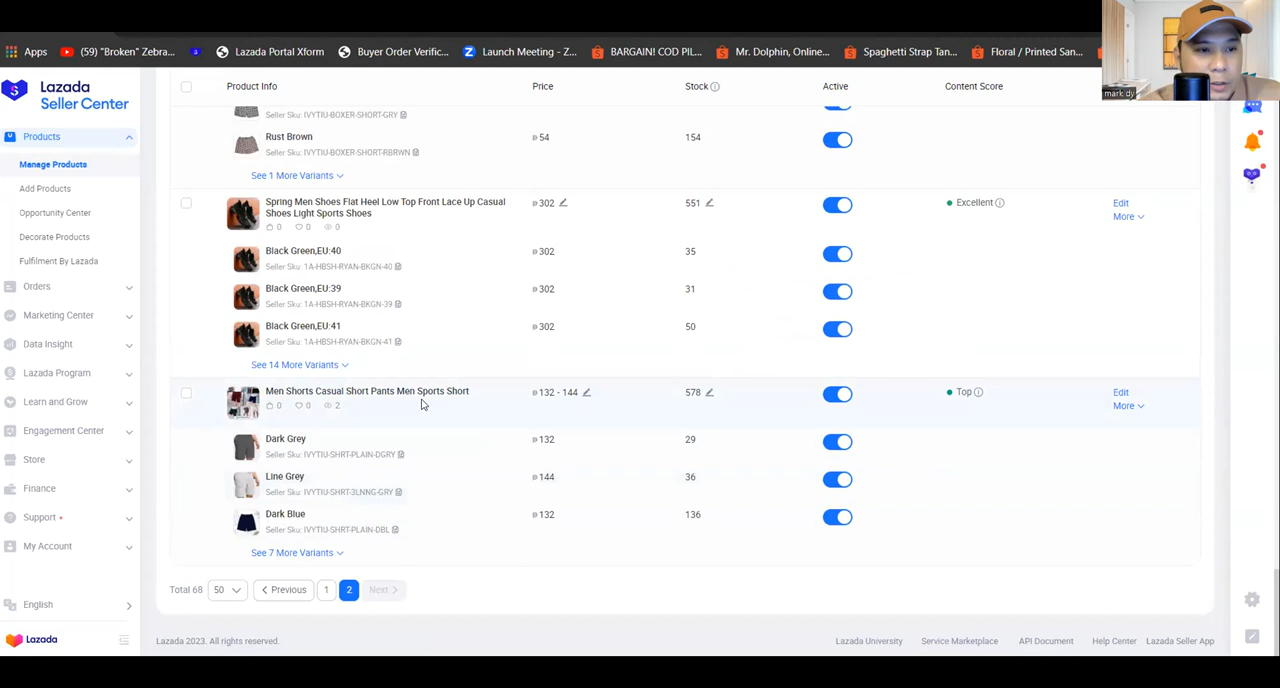 Apps
(59) "Broken" Zebra...
Lazada Portal Xform
Buyer Order Verific...
Launch Meeting - Z...
BARGAIN! COD PIL...
Mr. Dolphin, Online...
Spaghetti Strap Tan...
Floral / Printed San...
mark dy
Lazada
Seller Center
Products
Manage Products
Add Products
Opportunity Center
Decorate Products
Fulfilment By Lazada
Orders
Marketing Center
Data Insight
Lazada Program
Learn and Grow
Engagement Center
Store
Finance
Support
My Account
English
Lazada
Product Info
Price
Stock
Active
Content Score
Seller Sku: IVYTIU-BOXER-SHORT-GRY
Rust Brown
₱54
154
Seller Sku: IVYTIU-BOXER-SHORT-RBRWN
See 1 More Variants
Spring Men Shoes Flat Heel Low Top Front Lace Up Casual
Shoes Light Sports Shoes
₱302
551
Excellent
Edit
More
0 0 0
Black Green,EU:40
₱302
35
Seller Sku: 1A-HBSH-RYAN-BKGN-40
Black Green,EU:39
₱302
31
Seller Sku: 1A-HBSH-RYAN-BKGN-39
Black Green,EU:41
₱302
50
Seller Sku: 1A-HBSH-RYAN-BKGN-41
See 14 More Variants
Men Shorts Casual Short Pants Men Sports Short
₱132 - 144
578
Top
Edit
More
0 0 2
Dark Grey
₱132
29
Seller Sku: IVYTIU-SHRT-PLAIN-DGRY
Line Grey
₱144
36
Seller Sku: IVYTIU-SHRT-3LNNG-GRY
Dark Blue
₱132
136
Seller Sku: IVYTIU-SHRT-PLAIN-DBL
See 7 More Variants
Total 68
50
Previous
1
2
Next
Lazada 2023. All rights reserved.
Lazada University
Service Marketplace
API Document
Help Center
Lazada Seller App